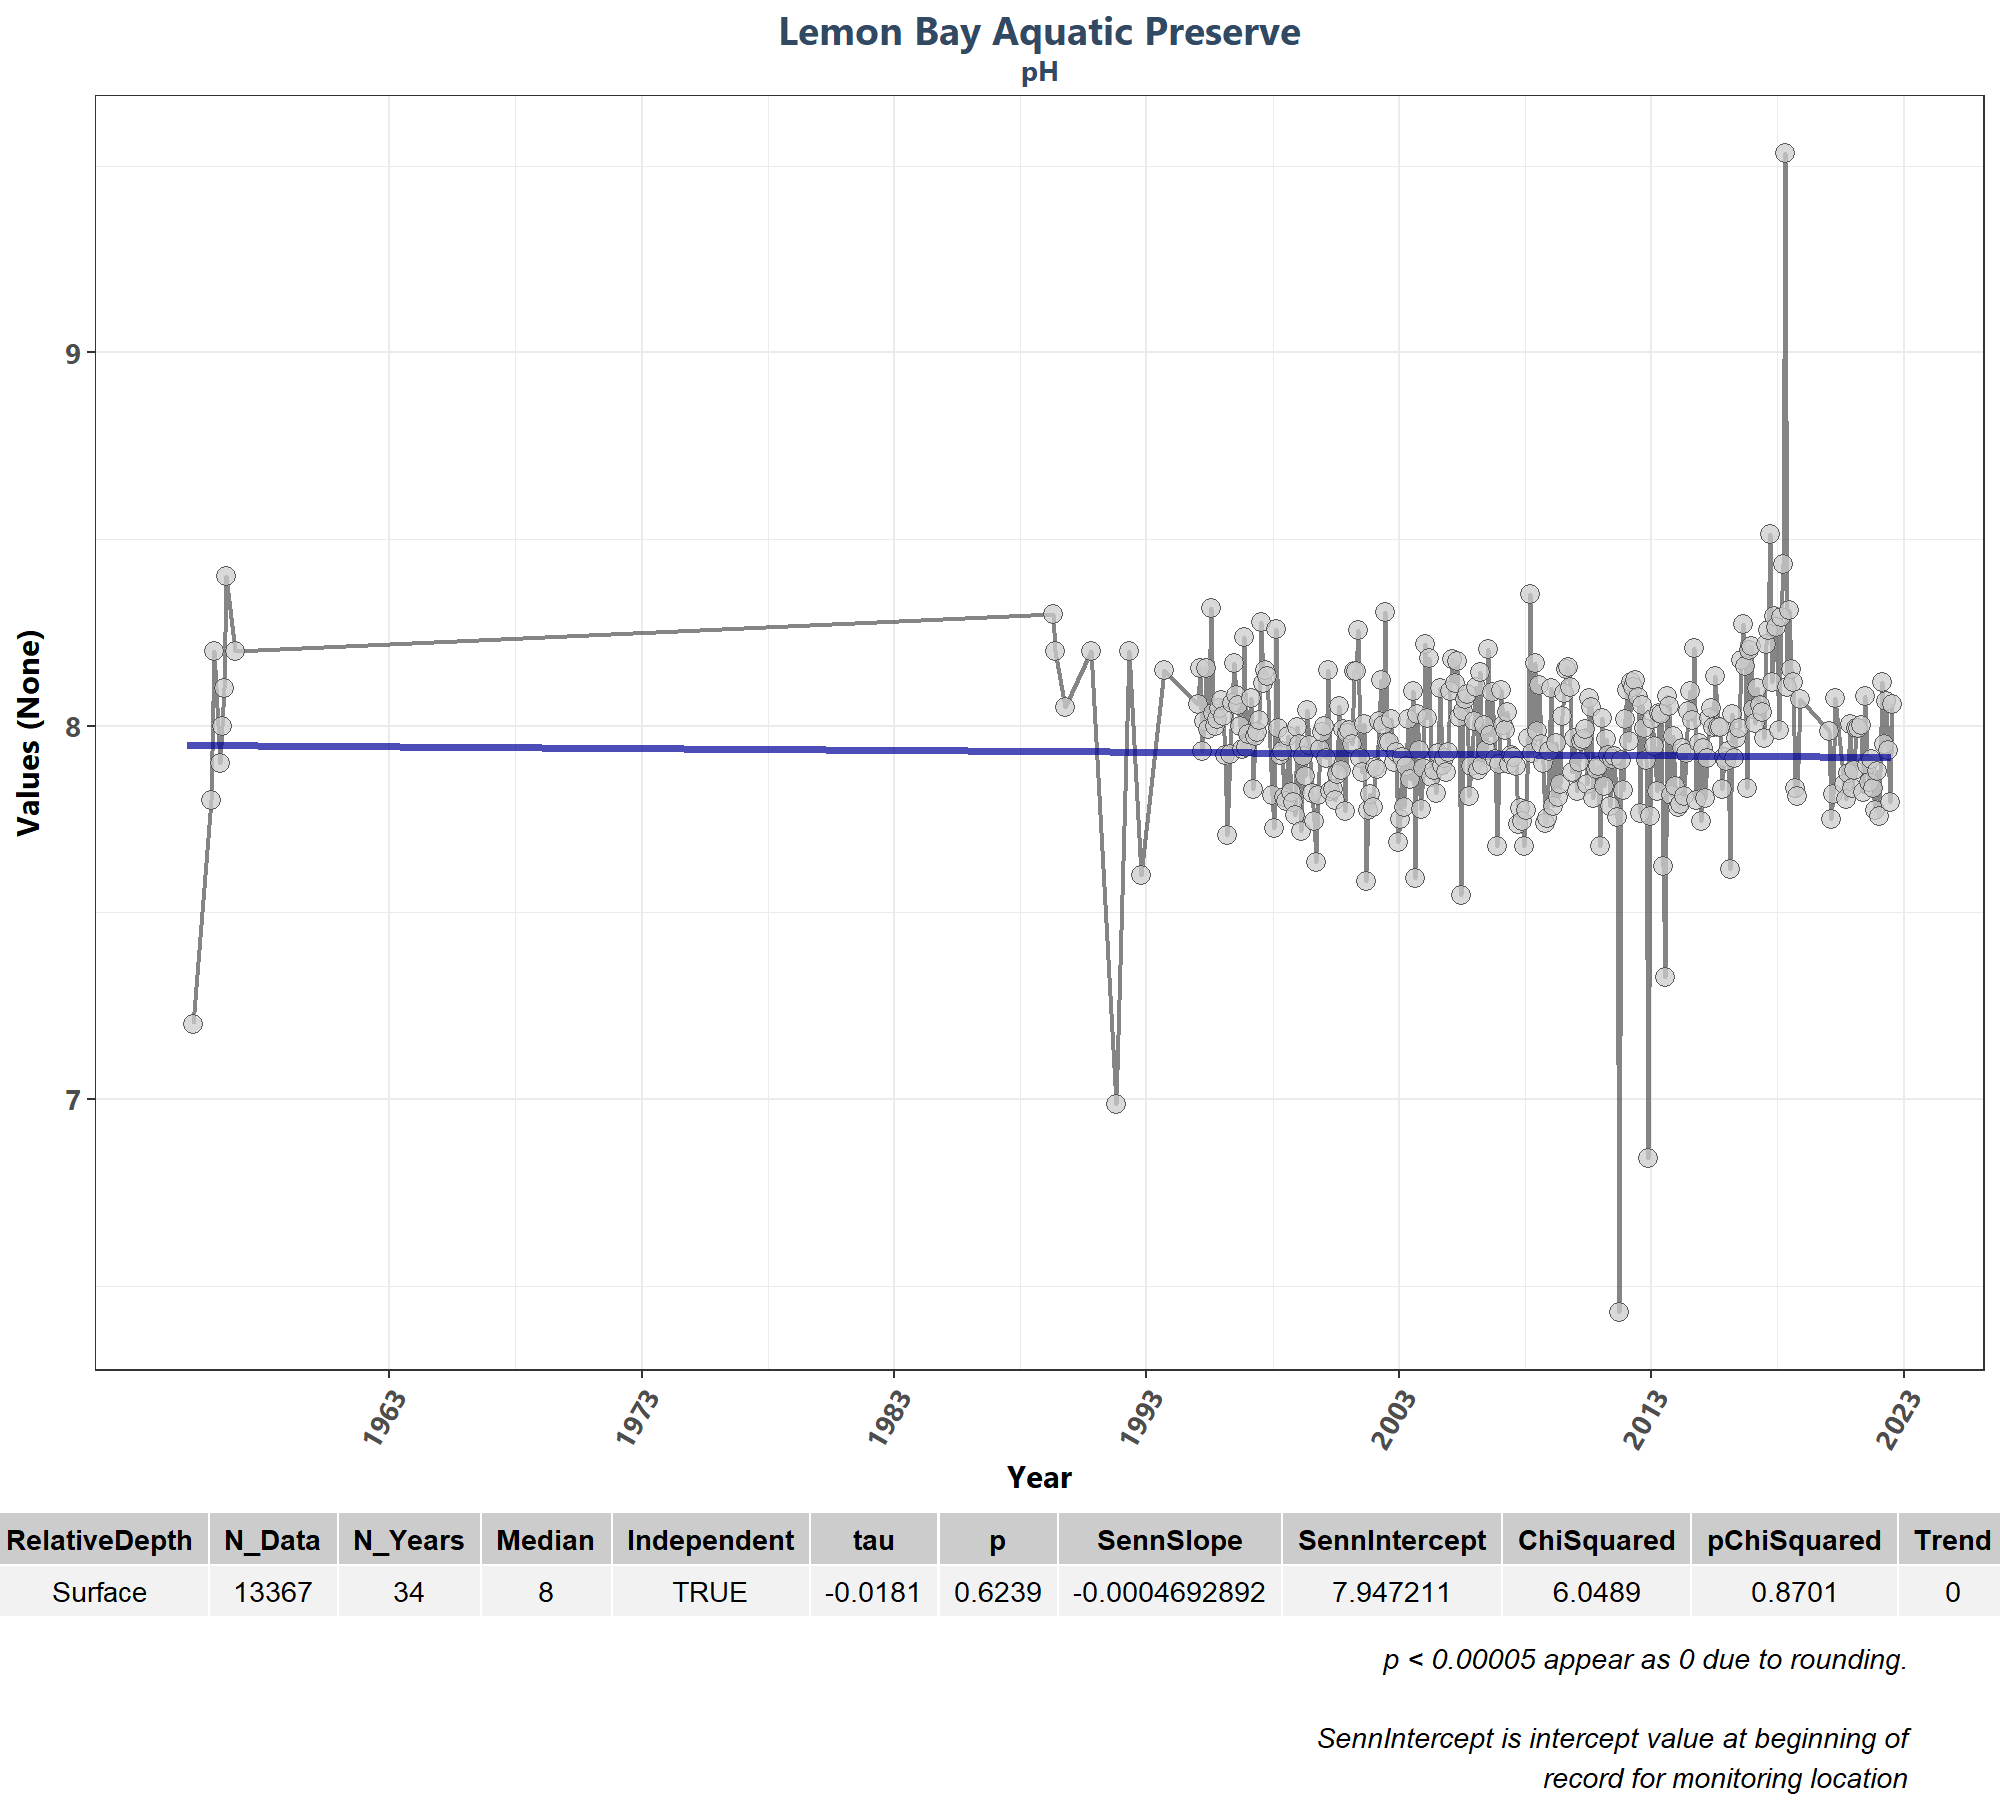 Lemon Bay Aquatic Preserve
pH
Values (None)
9
8
7
1963
1973
1983
1993
2003
2013
2023
Year
RelativeDepth N_Data N_Years Median Independent tau p SennSlope SennIntercept ChiSquared pChiSquared Trend
Surface 13367 34 8 TRUE -0.0181 0.6239 -0.0004692892 7.947211 6.0489 0.8701 0
p < 0.00005 appear as 0 due to rounding.
SennIntercept is intercept value at beginning of
record for monitoring location